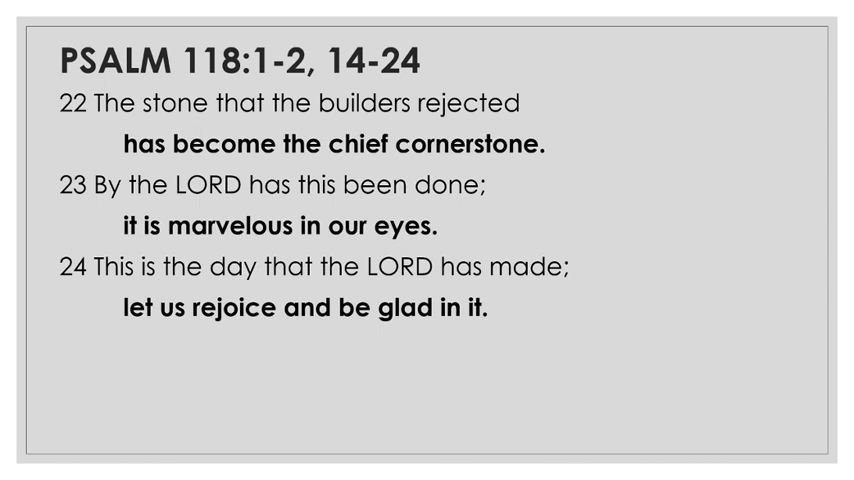 PSALM 118:1-2, 14-24
22 The stone that the builders rejected
has become the chief cornerstone.
23 By the LORD has this been done;
it is marvelous in our eyes.
24 This is the day that the LORD has made;
let us rejoice and be glad in it.